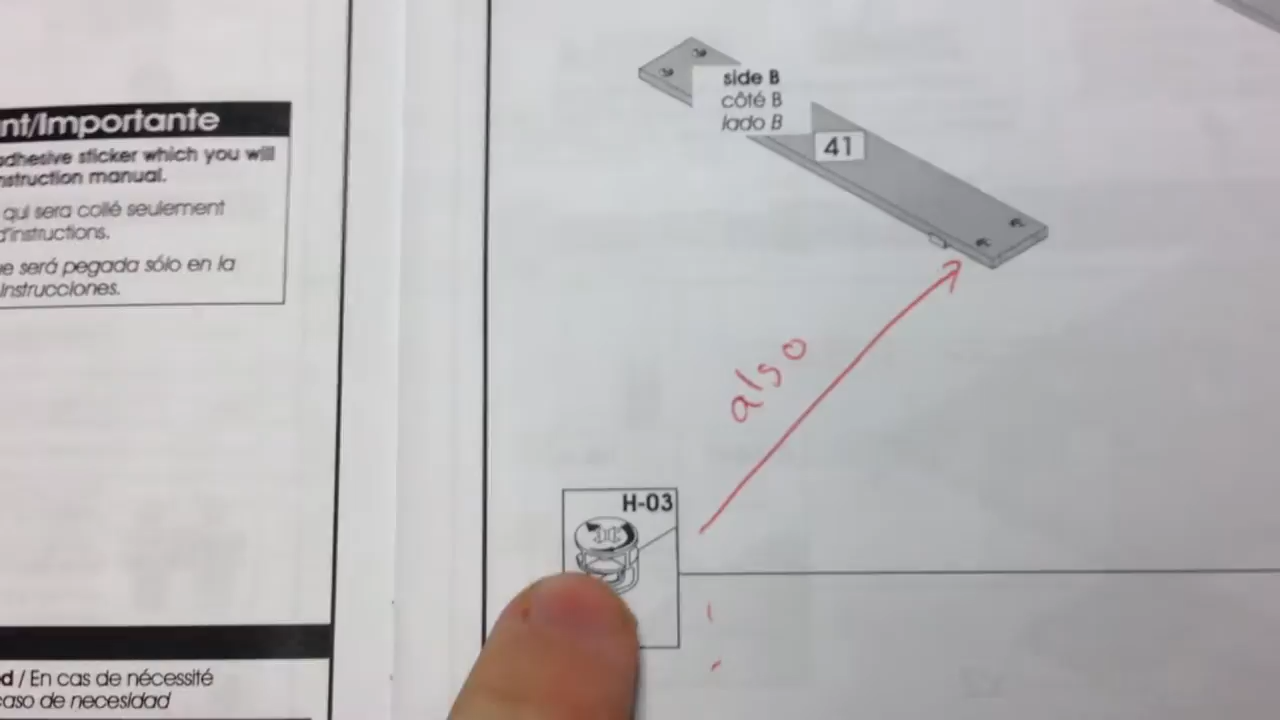 nt/Importante
adhesive sticker which you will
nstruction manual.
qui sera collé seulement
d'instructions.
e será pegada sólo en la
Instrucciones.
d / En cas de nécessité
caso de necesidad
side B
côté B
lado B
41
also
H-03